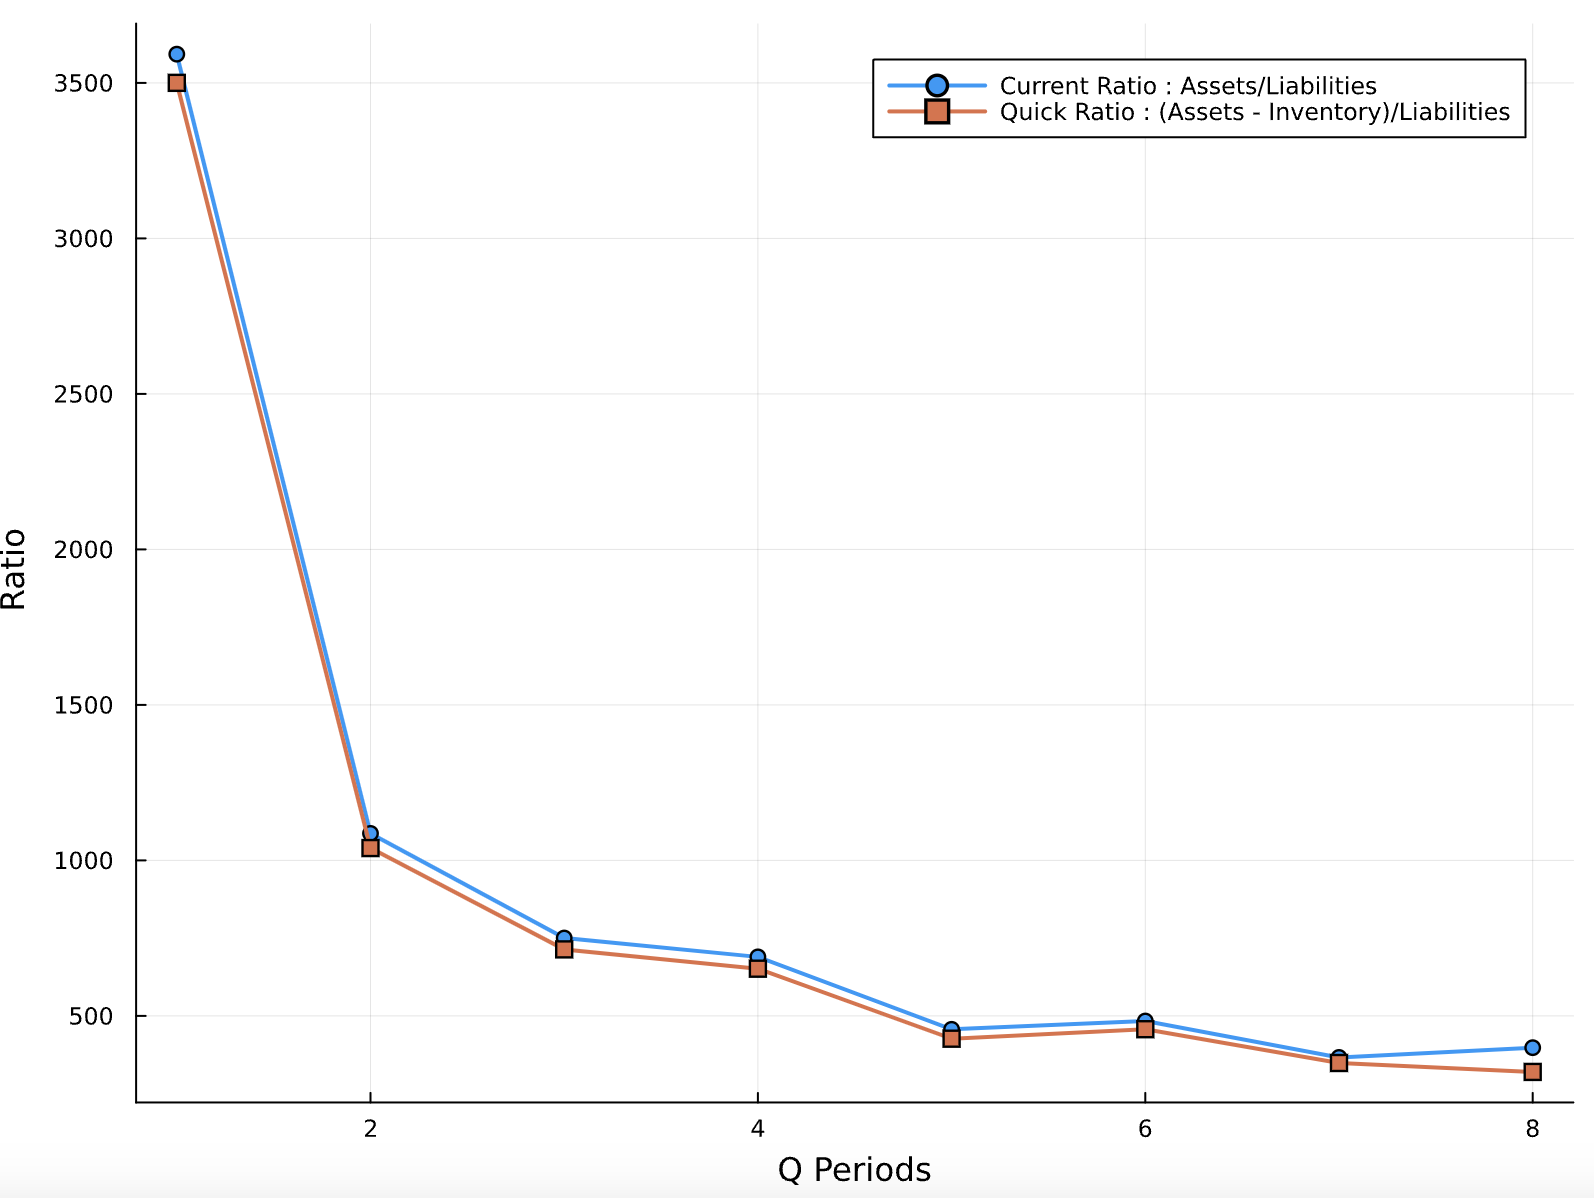 Current Ratio : Assets/Liabilities
Quick Ratio : (Assets - Inventory)/Liabilities
3500
3000
2500
2000
1500
1000
500
Ratio
2 4 6 8
Q Periods